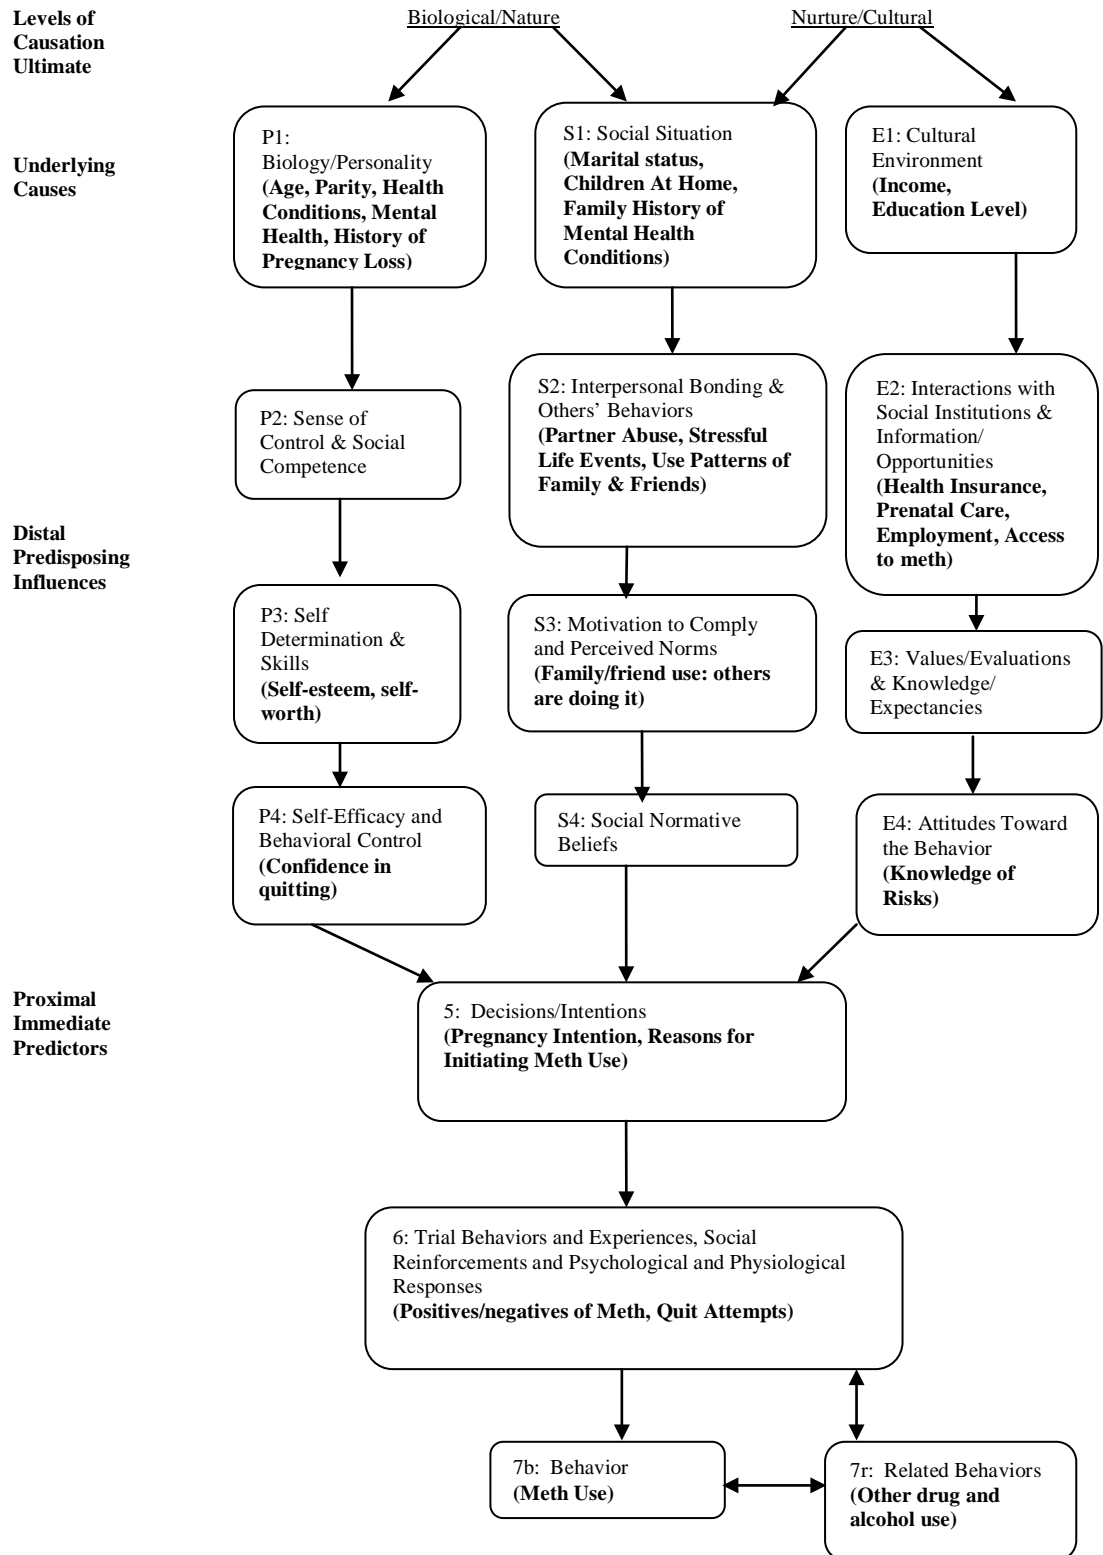 Levels of
Causation
Ultimate
Biological/Nature
Nurture/Cultural
Underlying
Causes
P1:
Biology/Personality
(Age, Parity, Health
Conditions, Mental
Health, History of
Pregnancy Loss)
S1: Social Situation
(Marital status,
Children At Home,
Family History of
Mental Health
Conditions)
E1: Cultural
Environment
(Income,
Education Level)
P2: Sense of
Control & Social
Competence
S2: Interpersonal Bonding &
Others’ Behaviors
(Partner Abuse, Stressful
Life Events, Use Patterns of
Family & Friends)
E2: Interactions with
Social Institutions &
Information/
Opportunities
(Health Insurance,
Prenatal Care,
Employment, Access
to meth)
Distal
Predisposing
Influences
P3: Self
Determination &
Skills
(Self-esteem, self-
worth)
S3: Motivation to Comply
and Perceived Norms
(Family/friend use: others
are doing it)
E3: Values/Evaluations
& Knowledge/
Expectancies
P4: Self-Efficacy and
Behavioral Control
(Confidence in
quitting)
S4: Social Normative
Beliefs
E4: Attitudes Toward
the Behavior
(Knowledge of
Risks)
Proximal
Immediate
Predictors
5:  Decisions/Intentions
(Pregnancy Intention, Reasons for
Initiating Meth Use)
6: Trial Behaviors and Experiences, Social
Reinforcements and Psychological and Physiological
Responses
(Positives/negatives of Meth, Quit Attempts)
7b:  Behavior
(Meth Use)
7r:  Related Behaviors
(Other drug and
alcohol use)